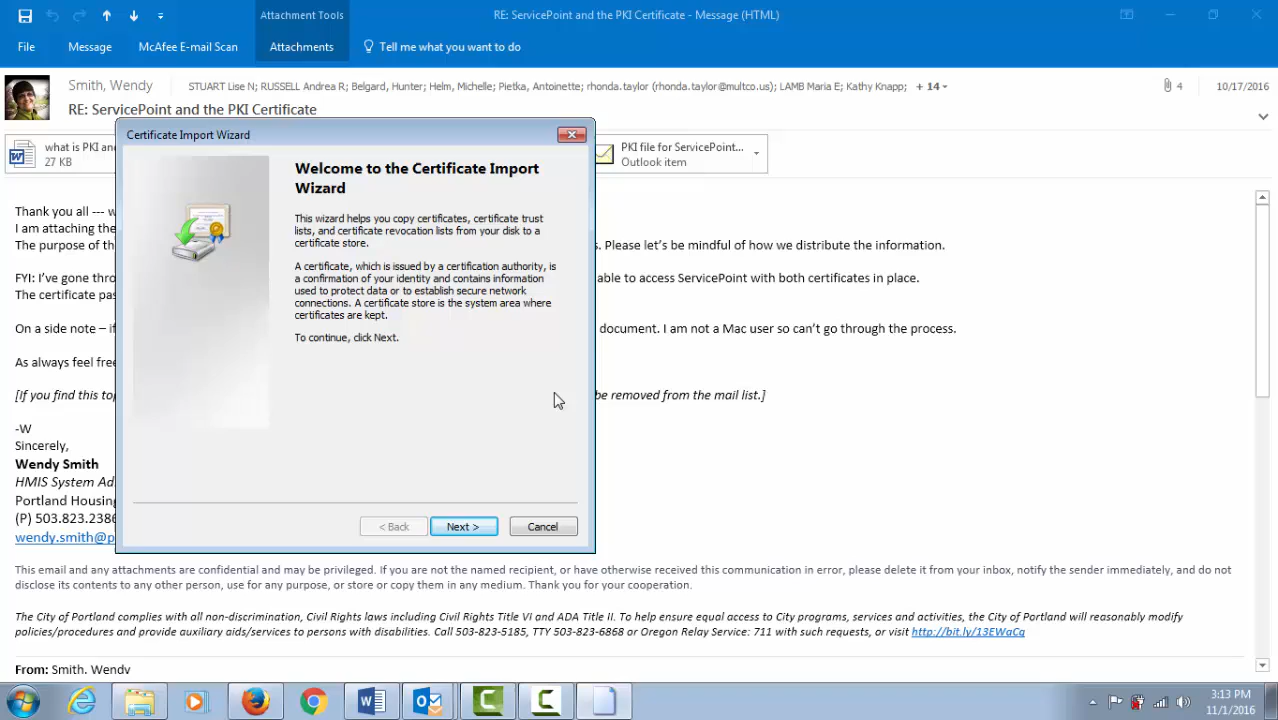 Attachment Tools
RE: ServicePoint and the PKI Certificate - Message (HTML)
File
Message
McAfee E-mail Scan
Attachments
Tell me what you want to do
Smith, Wendy
STUART Lise N; RUSSELL Andrea R; Belgard, Hunter; Helm, Michelle; Pietka, Antoinette; rhonda.taylor (rhonda.taylor@multco.us); LAMB Maria E; Kathy Knapp; + 14
4
10/17/2016
RE: ServicePoint and the PKI Certificate
what is PKI an
27 KB
PKI file for ServicePoint...
Outlook item
Certificate Import Wizard
Welcome to the Certificate Import
Wizard
This wizard helps you copy certificates, certificate trust
lists, and certificate revocation lists from your disk to a
certificate store.
A certificate, which is issued by a certification authority, is
a confirmation of your identity and contains information
used to protect data or to establish secure network
connections. A certificate store is the system area where
certificates are kept.
To continue, click Next.
< Back
Next >
Cancel
Thank you all --- w
I am attaching the
The purpose of th
s. Please let's be mindful of how we distribute the information.
FYI: I've gone thro
able to access ServicePoint with both certificates in place.
The certificate pas
On a side note – if
document. I am not a Mac user so can't go through the process.
As always feel free
[If you find this top
be removed from the mail list.]
-W
Sincerely,
Wendy Smith
HMIS System Ad
Portland Housing
(P) 503.823.2386
wendy.smith@p
This email and any attachments are confidential and may be privileged. If you are not the named recipient, or have otherwise received this communication in error, please delete it from your inbox, notify the sender immediately, and do not
disclose its contents to any other person, use for any purpose, or store or copy them in any medium. Thank you for your cooperation.
The City of Portland complies with all non-discrimination, Civil Rights laws including Civil Rights Title VI and ADA Title II. To help ensure equal access to City programs, services and activities, the City of Portland will reasonably modify
policies/procedures and provide auxiliary aids/services to persons with disabilities. Call 503-823-5185, TTY 503-823-6868 or Oregon Relay Service: 711 with such requests, or visit http://bit.ly/13EWaCg
From: Smith. Wendy
3:13 PM
11/1/2016